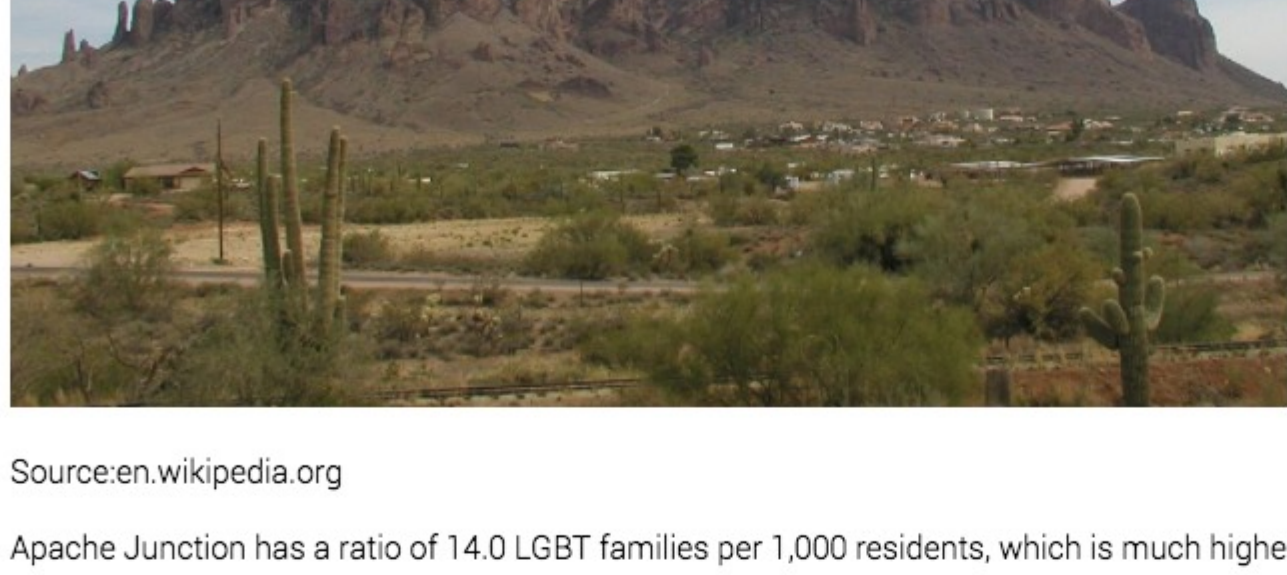 Source:en.wikipedia.org
Apache Junction has a ratio of 14.0 LGBT families per 1,000 residents, which is much highe